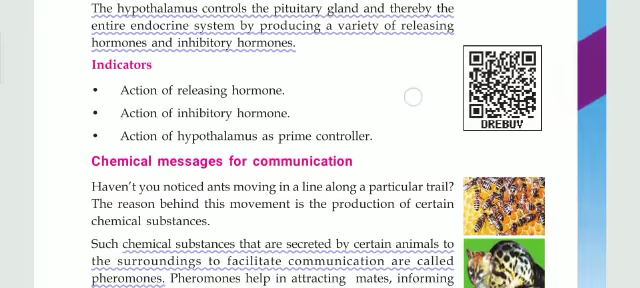 The hypothalamus controls the pituitary gland and thereby the
entire endocrine system by producing a variety of releasing
hormones and inhibitory hormones.
Indicators
• Action of releasing hormone.
• Action of inhibitory hormone.
• Action of hypothalamus as prime controller.
DREBUY
Chemical messages for communication
Haven't you noticed ants moving in a line along a particular trail?
The reason behind this movement is the production of certain
chemical substances.
Such chemical substances that are secreted by certain animals to
the surroundings to facilitate communication are called
pheromones. Pheromones help in attracting mates, informing